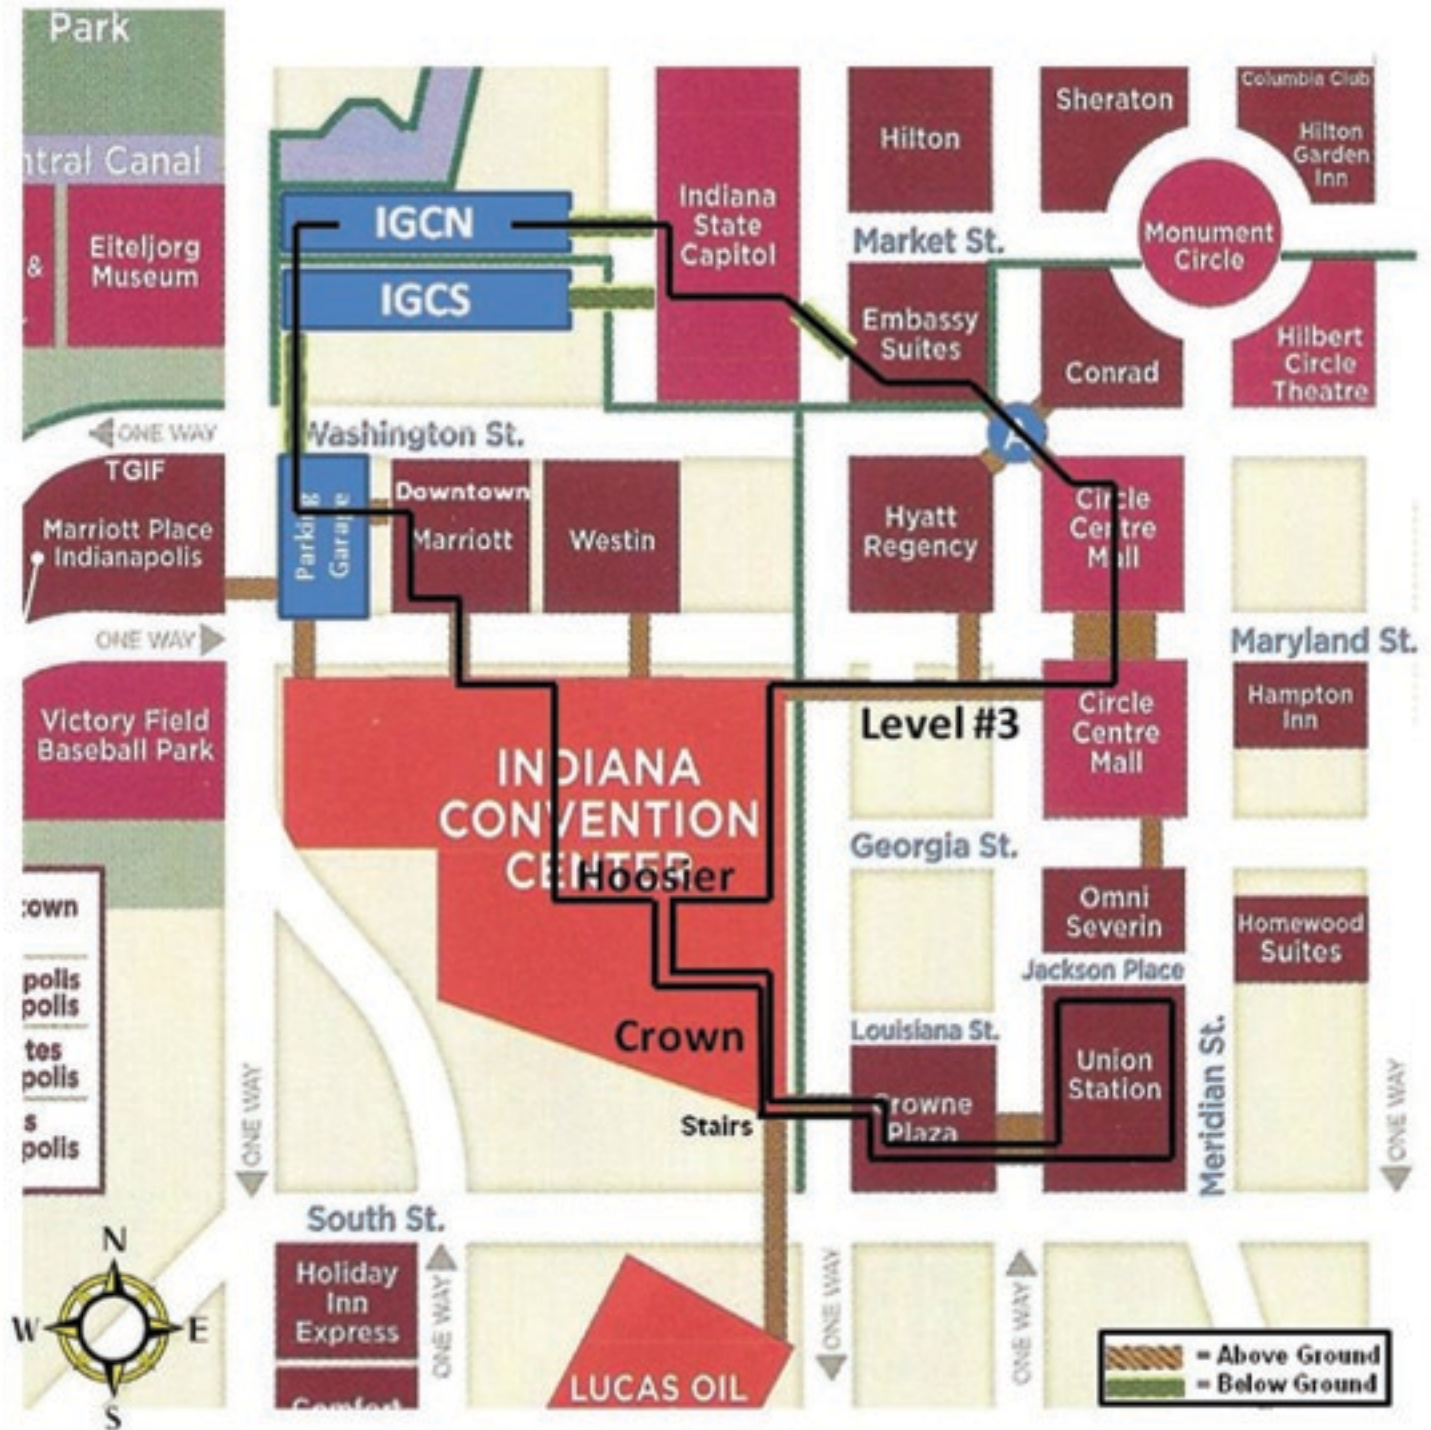 Park
ntral Canal
&
Eiteljorg
Museum
IGCN
IGCS
Indiana
State
Capitol
Hilton
Sheraton
Columbia Club
Hilton
Garden
Inn
Market St.
Monument
Circle
Embassy
Suites
Conrad
Hilbert
Circle
Theatre
ONE WAY
Washington St.
A
TGIF
Marriott Place
Indianapolis
Parking
Garage
Downtown
Marriott
Westin
Hyatt
Regency
Circle
Centre
Mall
ONE WAY
Maryland St.
Victory Field
Baseball Park
INDIANA
CONVENTION
CENTER
Hoosier
Level #3
Circle
Centre
Mall
Hampton
Inn
Georgia St.
Omni
Severin
Homewood
Suites
Jackson Place
town
polis
polis
tes
polis
s
polis
Crown
Louisiana St.
Union
Station
Meridian St.
Crowne
Plaza
Stairs
ONE WAY
ONE WAY
South St.
Holiday
Inn
Express
ONE WAY
Comfort
LUCAS OIL
ONE WAY
ONE WAY
N
W
E
S
= Above Ground
= Below Ground